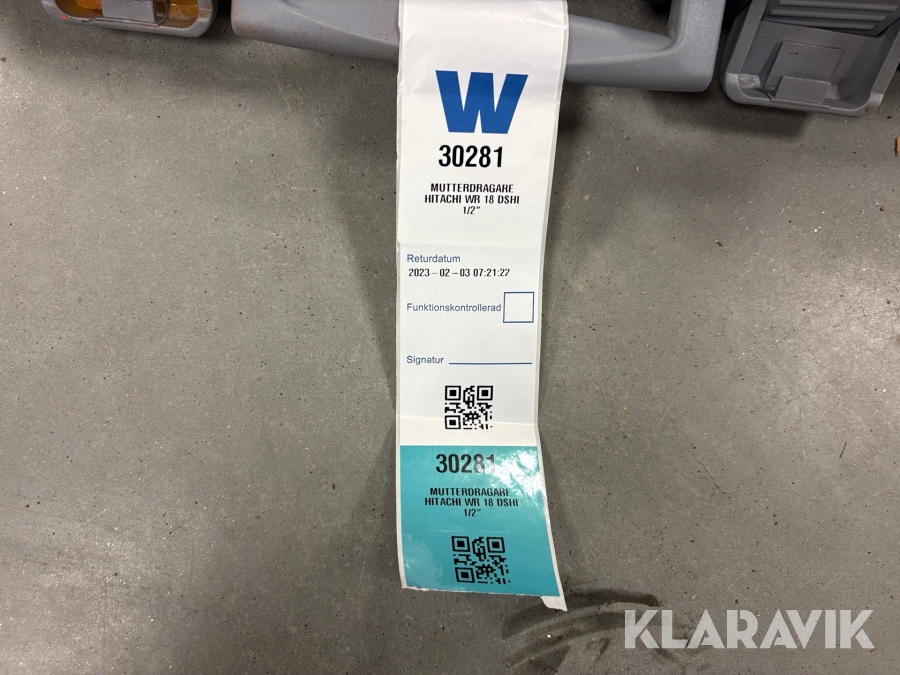 W
30281
MUTTERDRAGARE
HITACHI WR 18 DSHI
1/2"
Returdatum
2023-02-03 07:21:22
Funktionskontrollerad
Signatur
30281
MUTTERDRAGARE
HITACHI WR 18 DSHI
1/2"
KLARAVIK